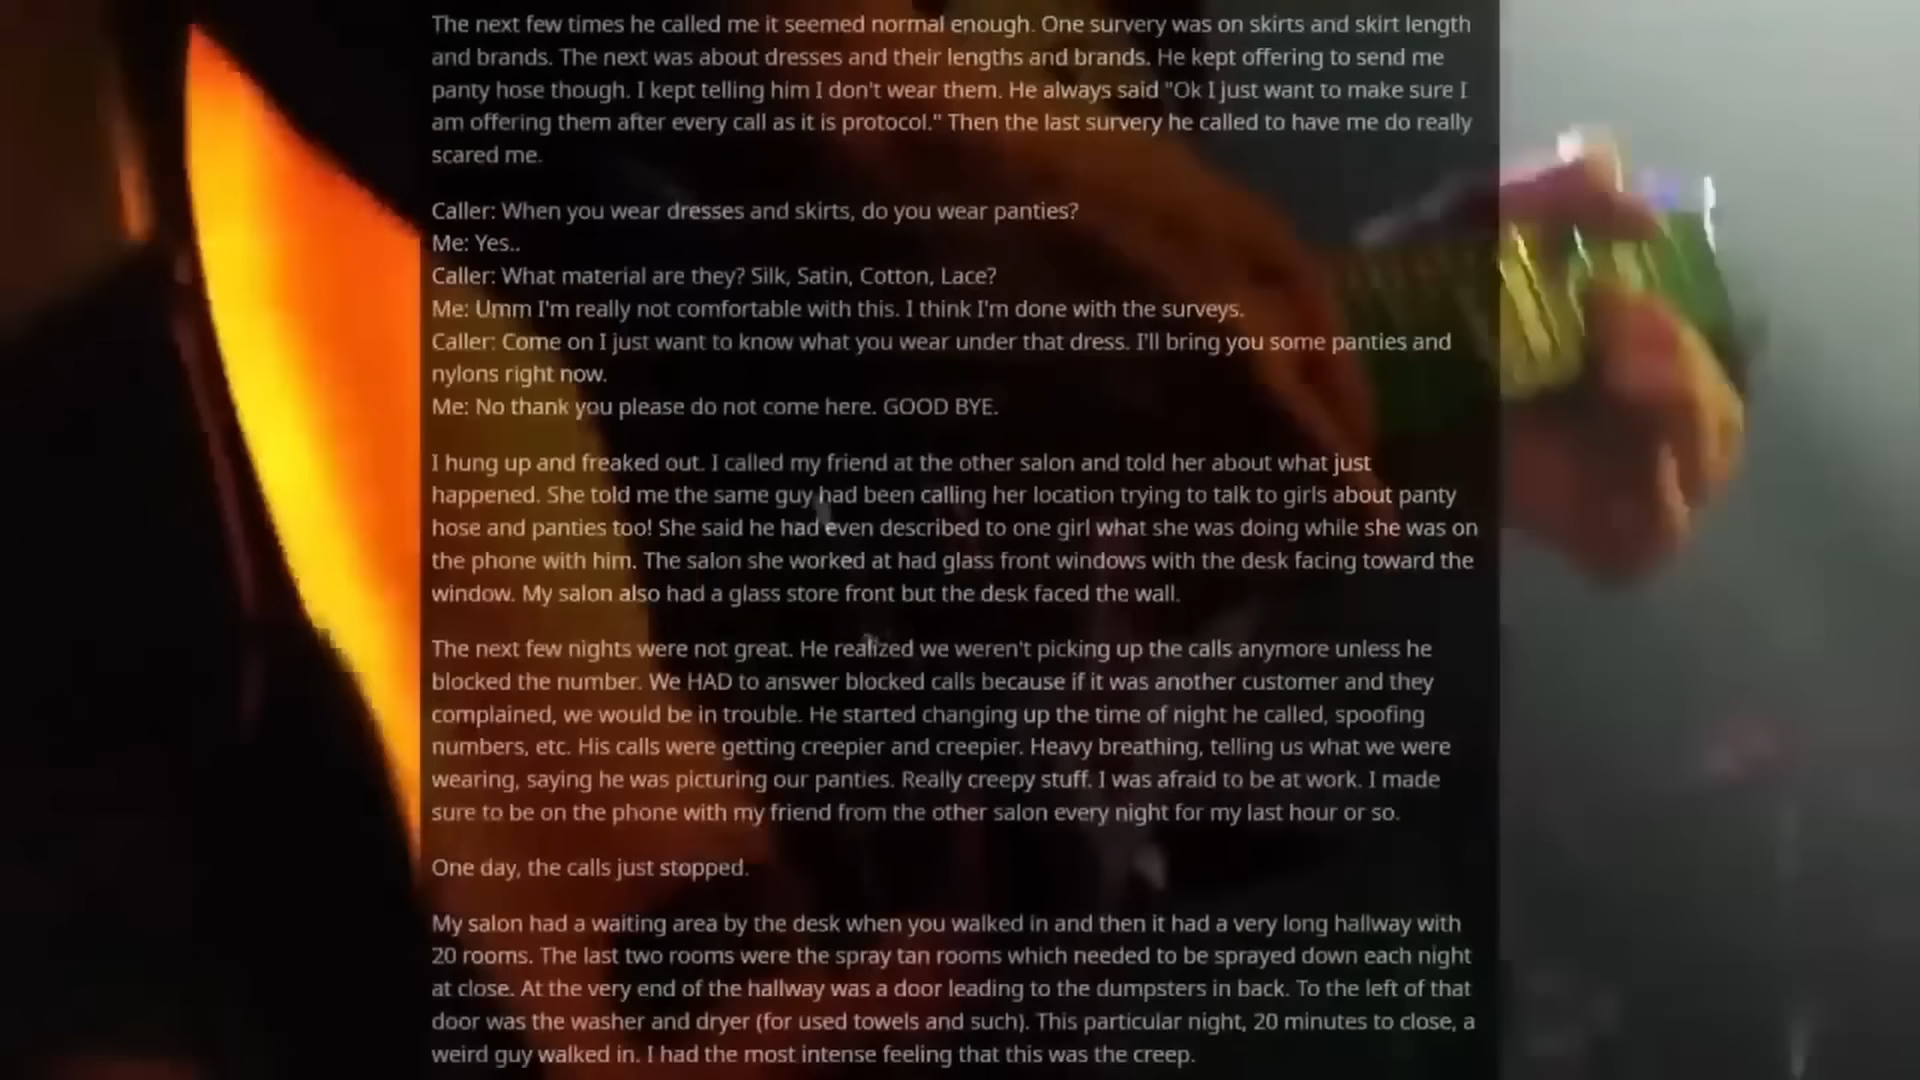 The next few times he called me it seemed normal enough. One survery was on skirts and skirt length
and brands. The next was about dresses and their lengths and brands. He kept offering to send me
panty hose though. I kept telling him I don't wear them. He always said "Ok I just want to make sure I
am offering them after every call as it is protocol." Then the last survery he called to have me do really
scared me.
Caller: When you wear dresses and skirts, do you wear panties?
Me: Yes..
Caller: What material are they? Silk, Satin, Cotton, Lace?
Me: Umm I'm really not comfortable with this. I think I'm done with the surveys.
Caller: Come on I just want to know what you wear under that dress. I'll bring you some panties and
nylons right now.
Me: No thank you please do not come here. GOOD BYE.
I hung up and freaked out. I called my friend at the other salon and told her about what just
happened. She told me the same guy had been calling her location trying to talk to girls about panty
hose and panties too! She said he had even described to one girl what she was doing while she was on
the phone with him. The salon she worked at had glass front windows with the desk facing toward the
window. My salon also had a glass store front but the desk faced the wall.
The next few nights were not great. He realized we weren't picking up the calls anymore unless he
blocked the number. We HAD to answer blocked calls because if it was another customer and they
complained, we would be in trouble. He started changing up the time of night he called, spoofing
numbers, etc. His calls were getting creepier and creepier. Heavy breathing, telling us what we were
wearing, saying he was picturing our panties. Really creepy stuff. I was afraid to be at work. I made
sure to be on the phone with my friend from the other salon every night for my last hour or so.
One day, the calls just stopped.
My salon had a waiting area by the desk when you walked in and then it had a very long hallway with
20 rooms. The last two rooms were the spray tan rooms which needed to be sprayed down each night
at close. At the very end of the hallway was a door leading to the dumpsters in back. To the left of that
door was the washer and dryer (for used towels and such). This particular night, 20 minutes to close, a
weird guy walked in. I had the most intense feeling that this was the creep.